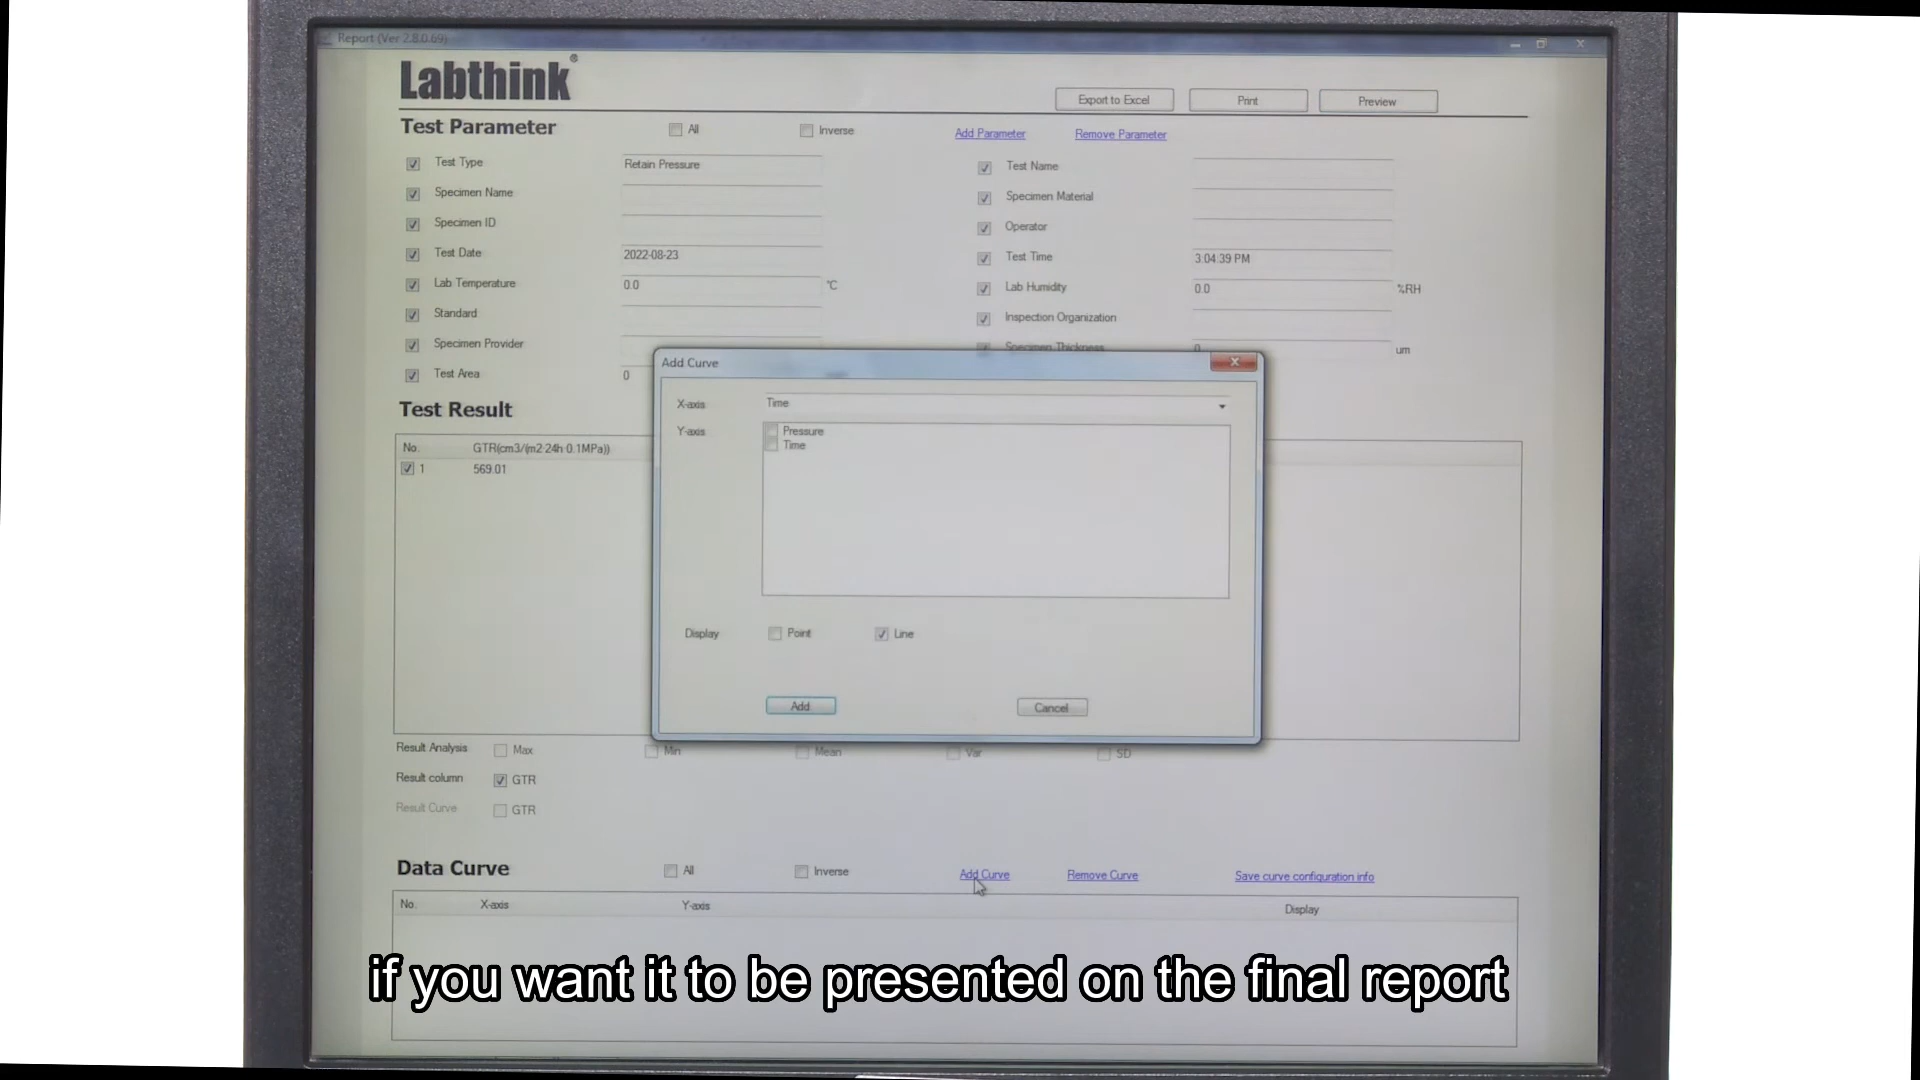 Report (Ver 2.8.0.69)
Labthink®
Export to Excel Print Preview
Test Parameter All Inverse Add Parameter Remove Parameter
Test Type Retain Pressure Test Name
Specimen Name Specimen Material
Specimen ID Operator
Test Date 2022-08-23 Test Time 3:04:39 PM
Lab Temperature 0.0 °C Lab Humidity 0.0 %RH
Standard Inspection Organization
Specimen Provider Specimen Thickness 0 um
Test Area 0
Add Curve
X-axis Time
Y-axis Pressure
Time
Display Point Line
Add Cancel
Test Result
No. GTR(cm3/(m2·24h·0.1MPa))
1 569.01
Result Analysis Max Min Mean Var SD
Result column GTR
Result Curve GTR
Data Curve All Inverse Add Curve Remove Curve Save curve configuration info
No. X-axis Y-axis Display
if you want it to be presented on the final report